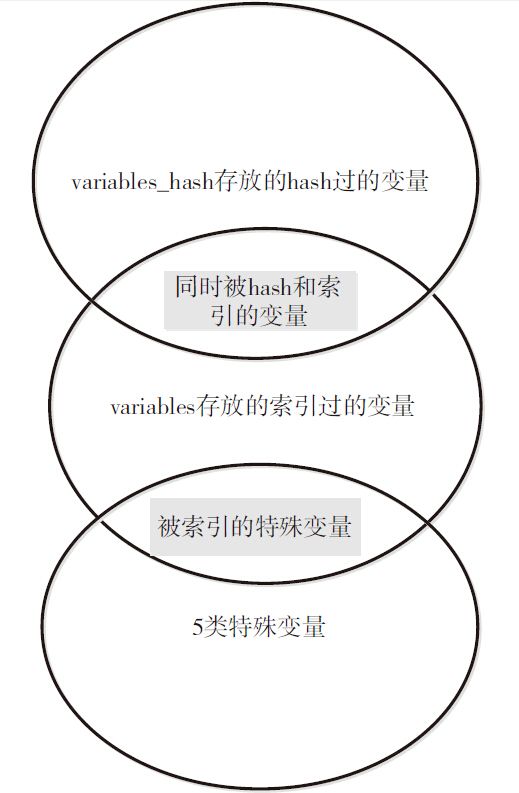 variables_hash存放的hash过的变量
同时被hash和索
引的变量
variables存放的索引过的变量
被索引的特殊变量
5类特殊变量